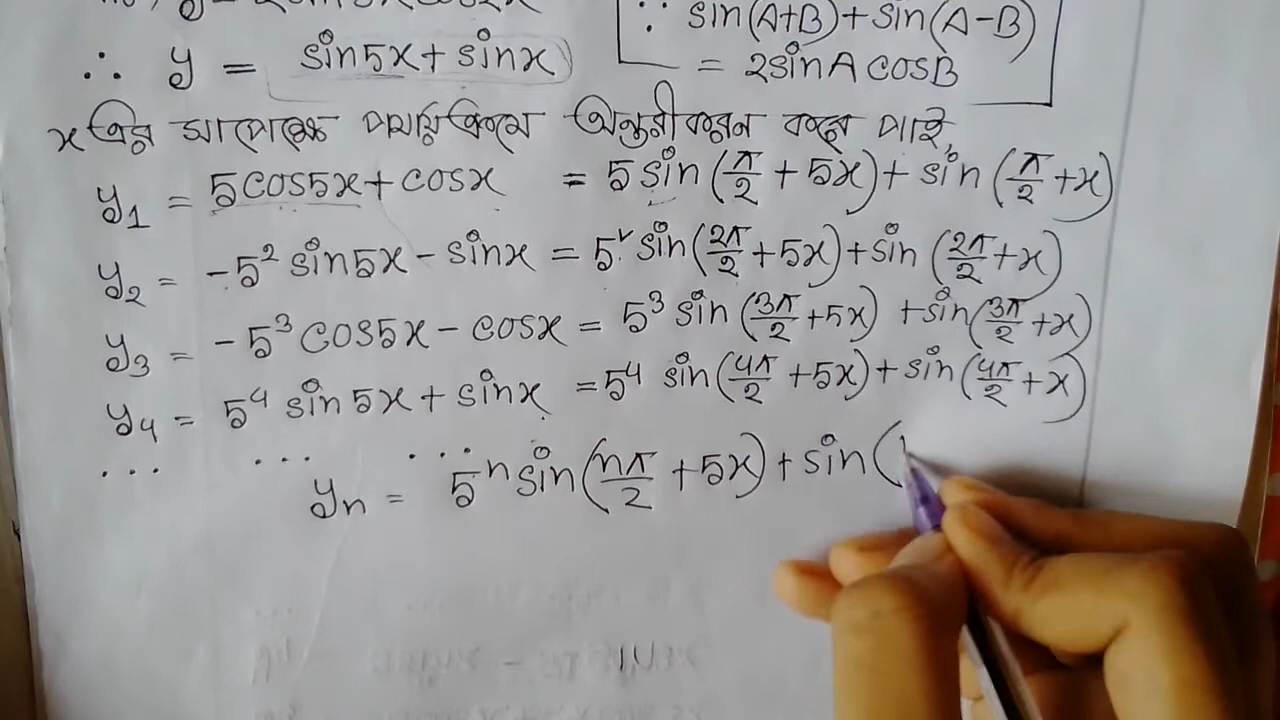 ∵ sin(A+B)+sin(A-B)
= 2sinA cosB
∴ y = sin5x+sinx
x এর সাপেক্ষে পর্যায়ক্রমে অন্তরীকরন করে পাই,
y₁ = 5cos5x+cosx = 5sin(π/2 + 5x)+sin(π/2 +x)
y₂ = -5² sin5x-sinx = 5² sin(2π/2 +5x)+sin(2π/2 +x)
y₃ = -5³ cos5x-cosx = 5³ sin(3π/2 +5x) +sin(3π/2 +x)
y₄ = 5⁴ sin5x+sinx = 5⁴ sin(4π/2 +5x)+sin(4π/2 +x)
... ... ...
yₙ = 5ⁿ sin(nπ/2 +5x)+sin(